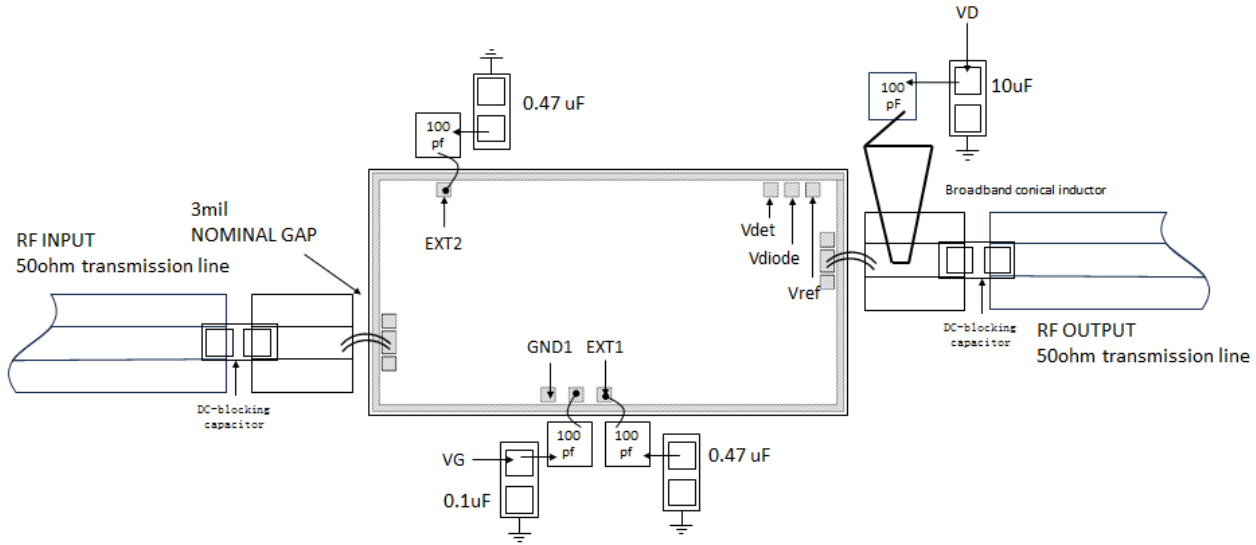 VD
100
pF
10uF
0.47 uF
100
pf
Broadband conical inductor
3mil
NOMINAL GAP
RF INPUT
50ohm transmission line
EXT2
Vdet
Vdiode
Vref
DC-blocking
capacitor
RF OUTPUT
50ohm transmission line
GND1
EXT1
DC-blocking
capacitor
100
pf
100
pf
VG
0.1uF
0.47 uF